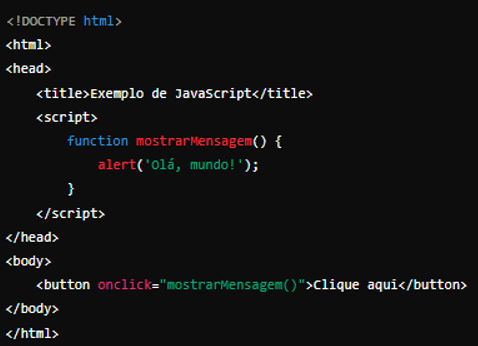 <!DOCTYPE html>
<html>
<head>
    <title>Exemplo de JavaScript</title>
    <script>
        function mostrarMensagem() {
            alert('Olá, mundo!');
        }
    </script>
</head>
<body>
    <button onclick="mostrarMensagem()">Clique aqui</button>
</body>
</html>